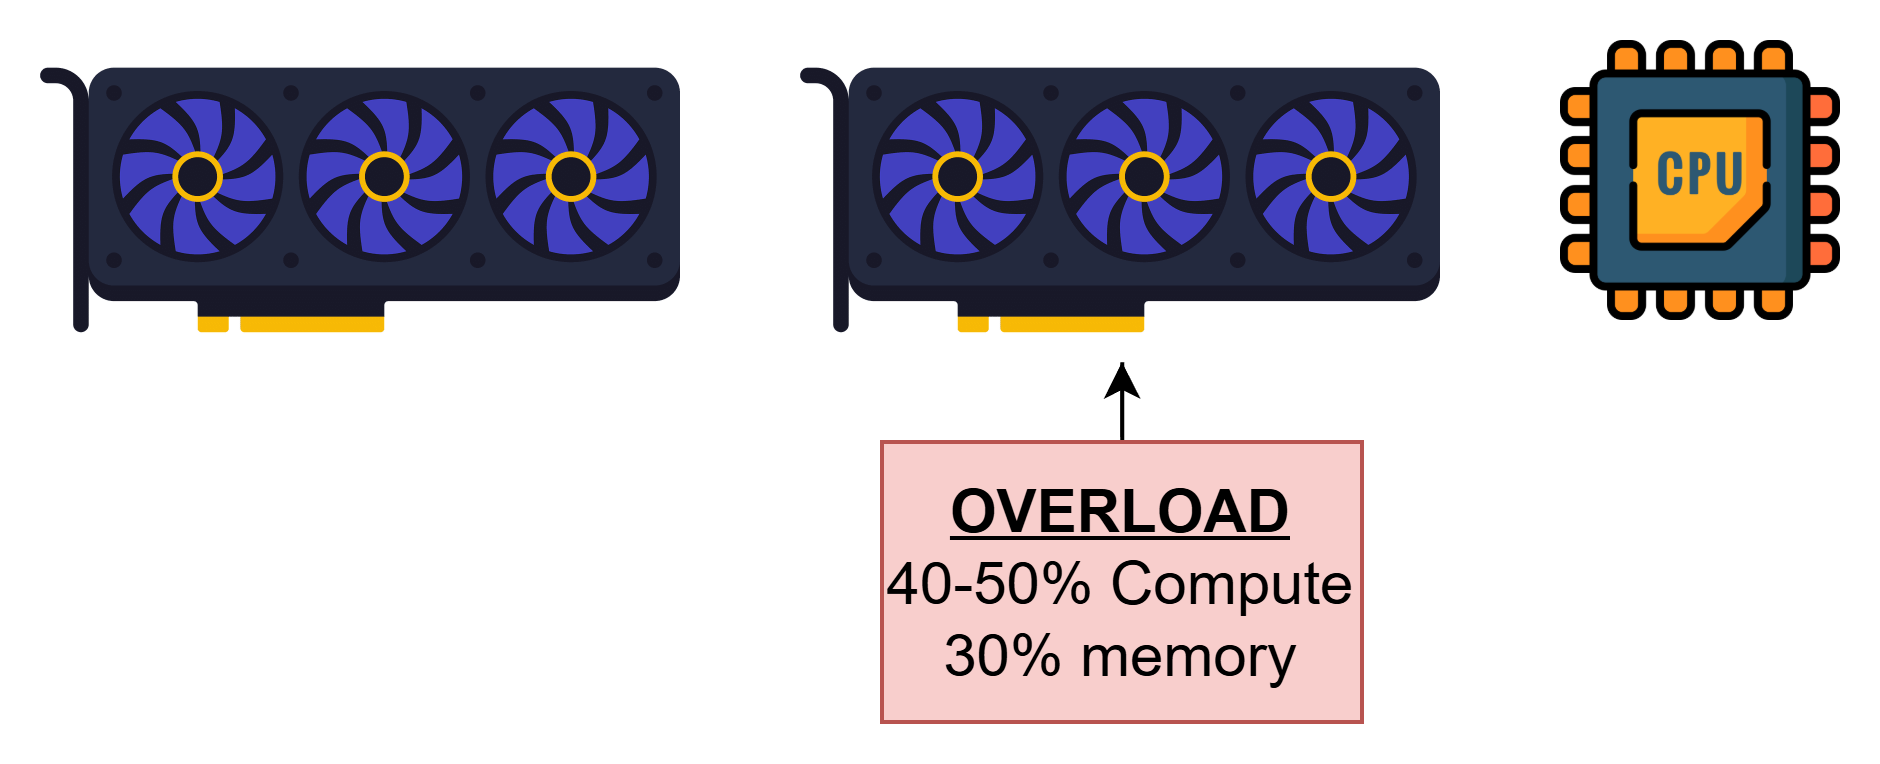 CPU
OVERLOAD
40-50% Compute
30% memory